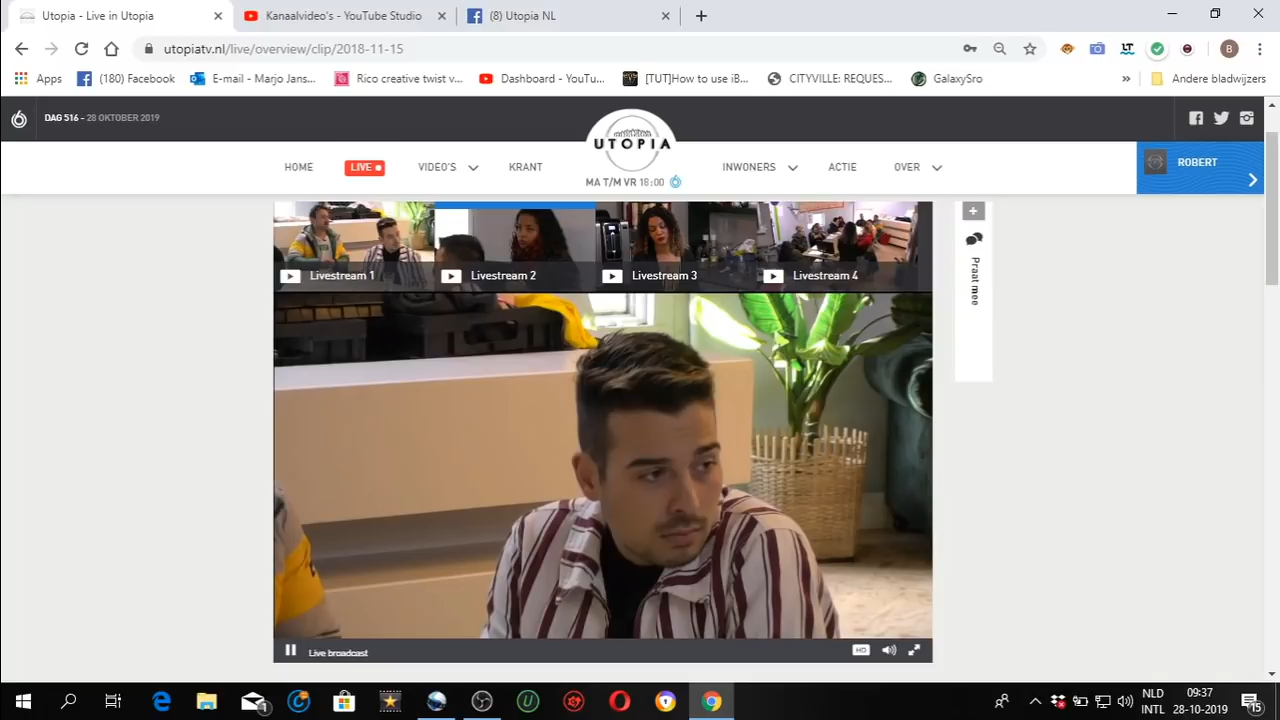 Utopia - Live in Utopia
Kanaalvideo's - YouTube Studio
(8) Utopia NL
utopiatv.nl/live/overview/clip/2018-11-15
Apps
(180) Facebook
E-mail - Marjo Jans...
Rico creative twist v...
Dashboard - YouTu...
[TUT]How to use iB...
CITYVILLE: REQUES...
GalaxySro
»
Andere bladwijzers
DAG 516 - 28 OKTOBER 2019
HOME
LIVE
VIDEO'S
KRANT
UTOPIA
MA T/M VR 18:00
INWONERS
ACTIE
OVER
ROBERT
Livestream 1
Livestream 2
Livestream 3
Livestream 4
Praat mee
Live broadcast
HD
NLD
INTL
09:37
28-10-2019
15